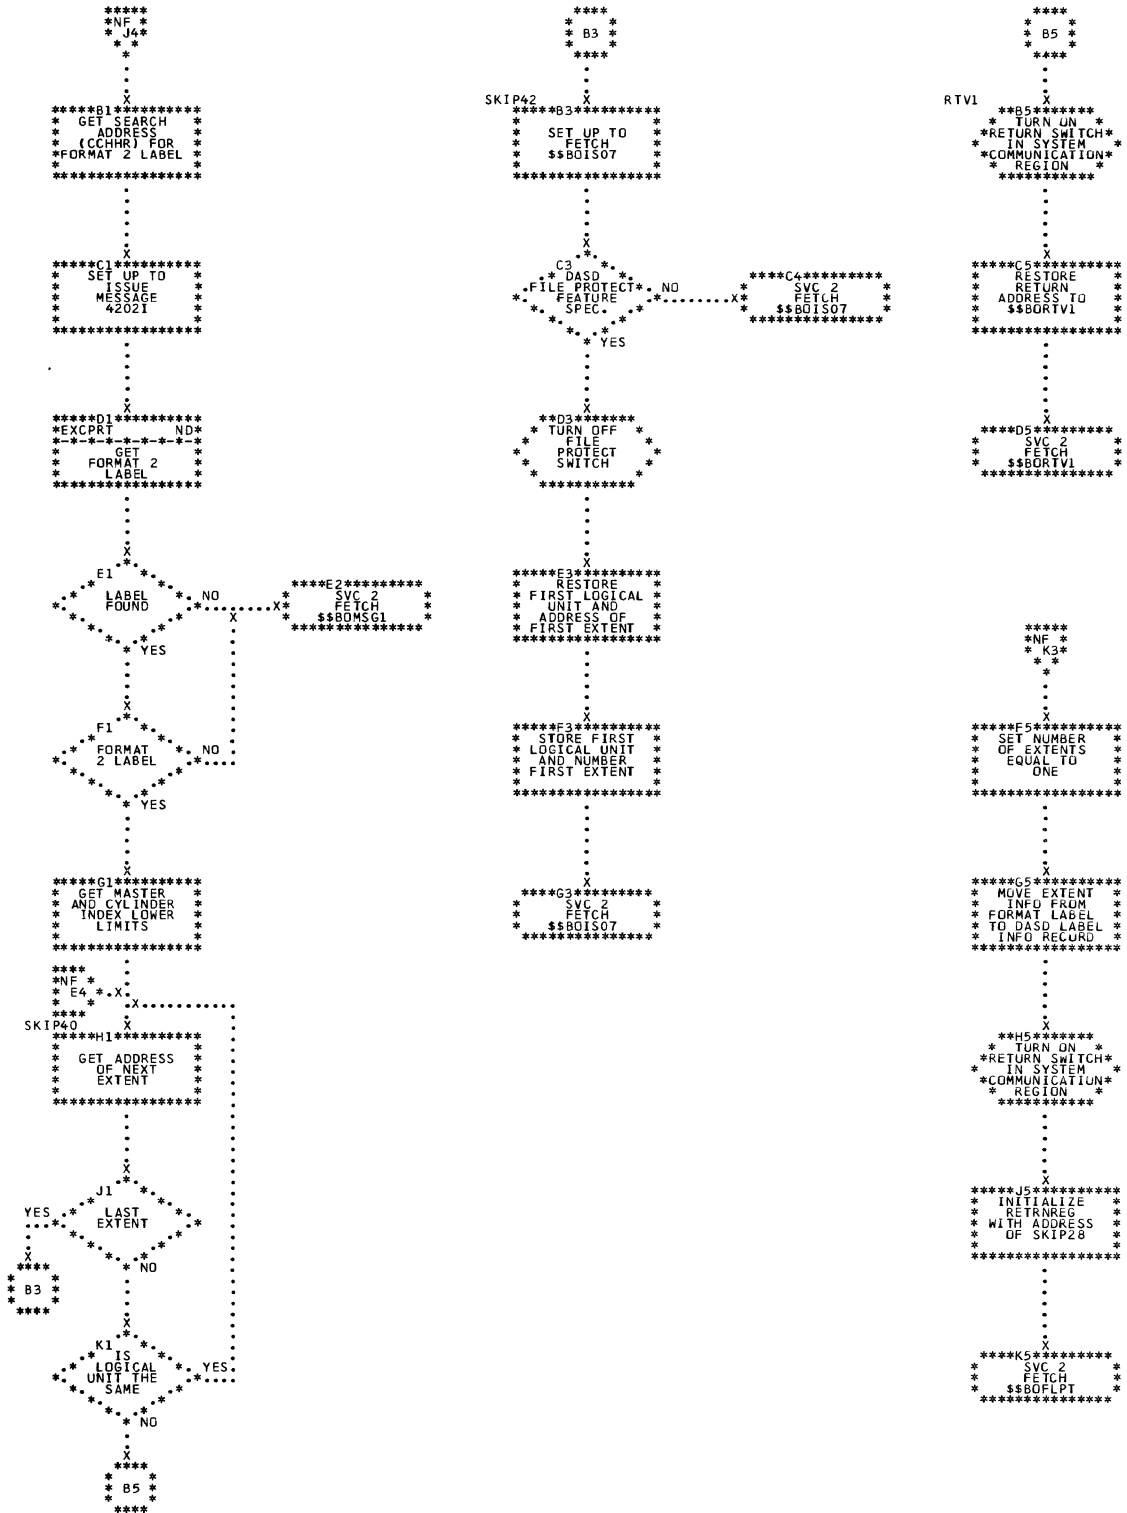 NF
J4
B1
GET SEARCH
ADDRESS
(CCHHR) FOR
FORMAT 2 LABEL
C1
SET UP TO
ISSUE
MESSAGE
4202I
D1
EXCPRT ND
GET
FORMAT 2
LABEL
E1
LABEL
FOUND
NO
YES
E2
SVC 2
FETCH
$$BOMSG1
F1
FORMAT
2 LABEL
NO
YES
G1
GET MASTER
AND CYLINDER
INDEX LOWER
LIMITS
NF
E4
SKIP40
H1
GET ADDRESS
OF NEXT
EXTENT
J1
LAST
EXTENT
YES
NO
B3
K1
IS
LOGICAL
UNIT THE
SAME
YES
NO
B5
B3
SKIP42
B3
SET UP TO
FETCH
$$BOIS07
C3
DASD
FILE PROTECT
FEATURE
SPEC.
NO
YES
C4
SVC 2
FETCH
$$BOIS07
D3
TURN OFF
FILE
PROTECT
SWITCH
E3
RESTORE
FIRST LOGICAL
UNIT AND
ADDRESS OF
FIRST EXTENT
F3
STORE FIRST
LOGICAL UNIT
AND NUMBER
FIRST EXTENT
G3
SVC 2
FETCH
$$BOIS07
B5
RTV1
B5
TURN ON
RETURN SWITCH
IN SYSTEM
COMMUNICATION
REGION
C5
RESTORE
RETURN
ADDRESS TO
$$BORTV1
D5
SVC 2
FETCH
$$BORTV1
NF
K3
F5
SET NUMBER
OF EXTENTS
EQUAL TO
ONE
G5
MOVE EXTENT
INFO FROM
FORMAT LABEL
TO DASD LABEL
INFO RECORD
H5
TURN ON
RETURN SWITCH
IN SYSTEM
COMMUNICATION
REGION
J5
INITIALIZE
RETRNREG
WITH ADDRESS
OF SKIP28
K5
SVC 2
FETCH
$$BOFLPT